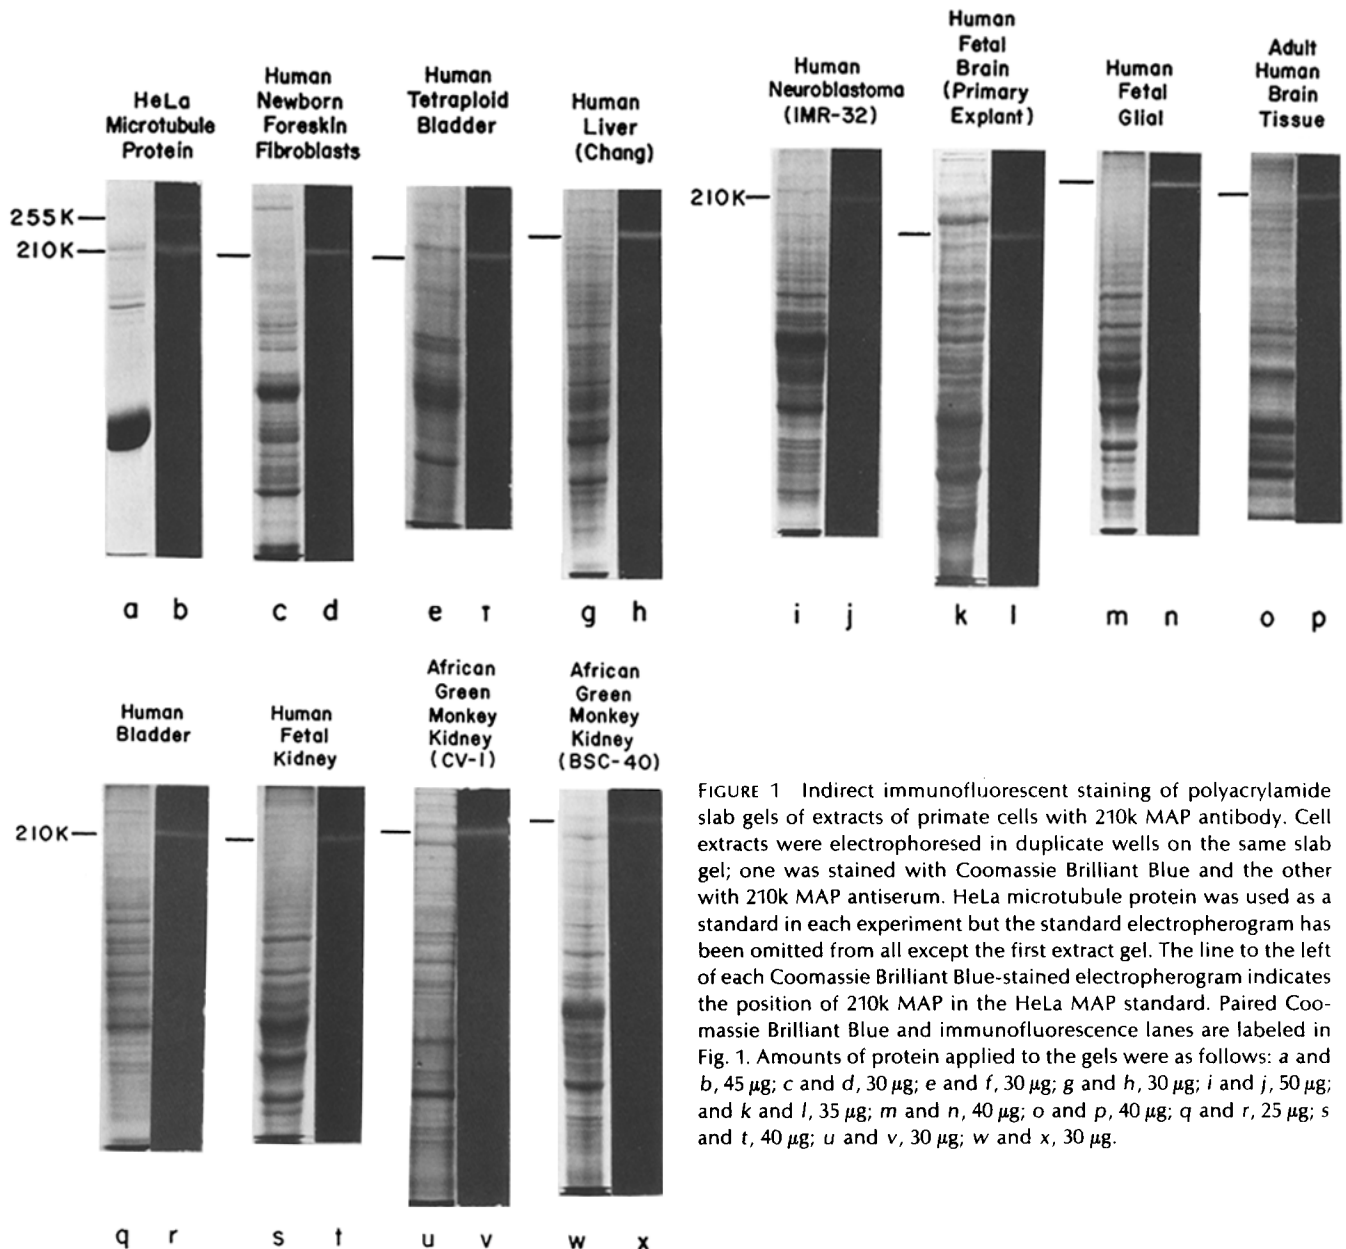 HeLa
Microtubule
Protein
Human
Newborn
Foreskin
Fibroblasts
Human
Tetraploid
Bladder
Human
Liver
(Chang)
Human
Neuroblastoma
(IMR-32)
Human
Fetal
Brain
(Primary
Explant)
Human
Fetal
Glial
Adult
Human
Brain
Tissue
255K
210K
210K
a b c d e f g h i j k l m n o p
Human
Bladder
Human
Fetal
Kidney
African
Green
Monkey
Kidney
(CV-1)
African
Green
Monkey
Kidney
(BSC-40)
210K
q r s t u v w x
FIGURE 1 Indirect immunofluorescent staining of polyacrylamide
slab gels of extracts of primate cells with 210k MAP antibody. Cell
extracts were electrophoresed in duplicate wells on the same slab
gel; one was stained with Coomassie Brilliant Blue and the other
with 210k MAP antiserum. HeLa microtubule protein was used as a
standard in each experiment but the standard electropherogram has
been omitted from all except the first extract gel. The line to the left
of each Coomassie Brilliant Blue-stained electropherogram indicates
the position of 210k MAP in the HeLa MAP standard. Paired Coo-
massie Brilliant Blue and immunofluorescence lanes are labeled in
Fig. 1. Amounts of protein applied to the gels were as follows: a and
b, 45 μg; c and d, 30 μg; e and f, 30 μg; g and h, 30 μg; i and j, 50 μg;
and k and l, 35 μg; m and n, 40 μg; o and p, 40 μg; q and r, 25 μg; s
and t, 40 μg; u and v, 30 μg; w and x, 30 μg.